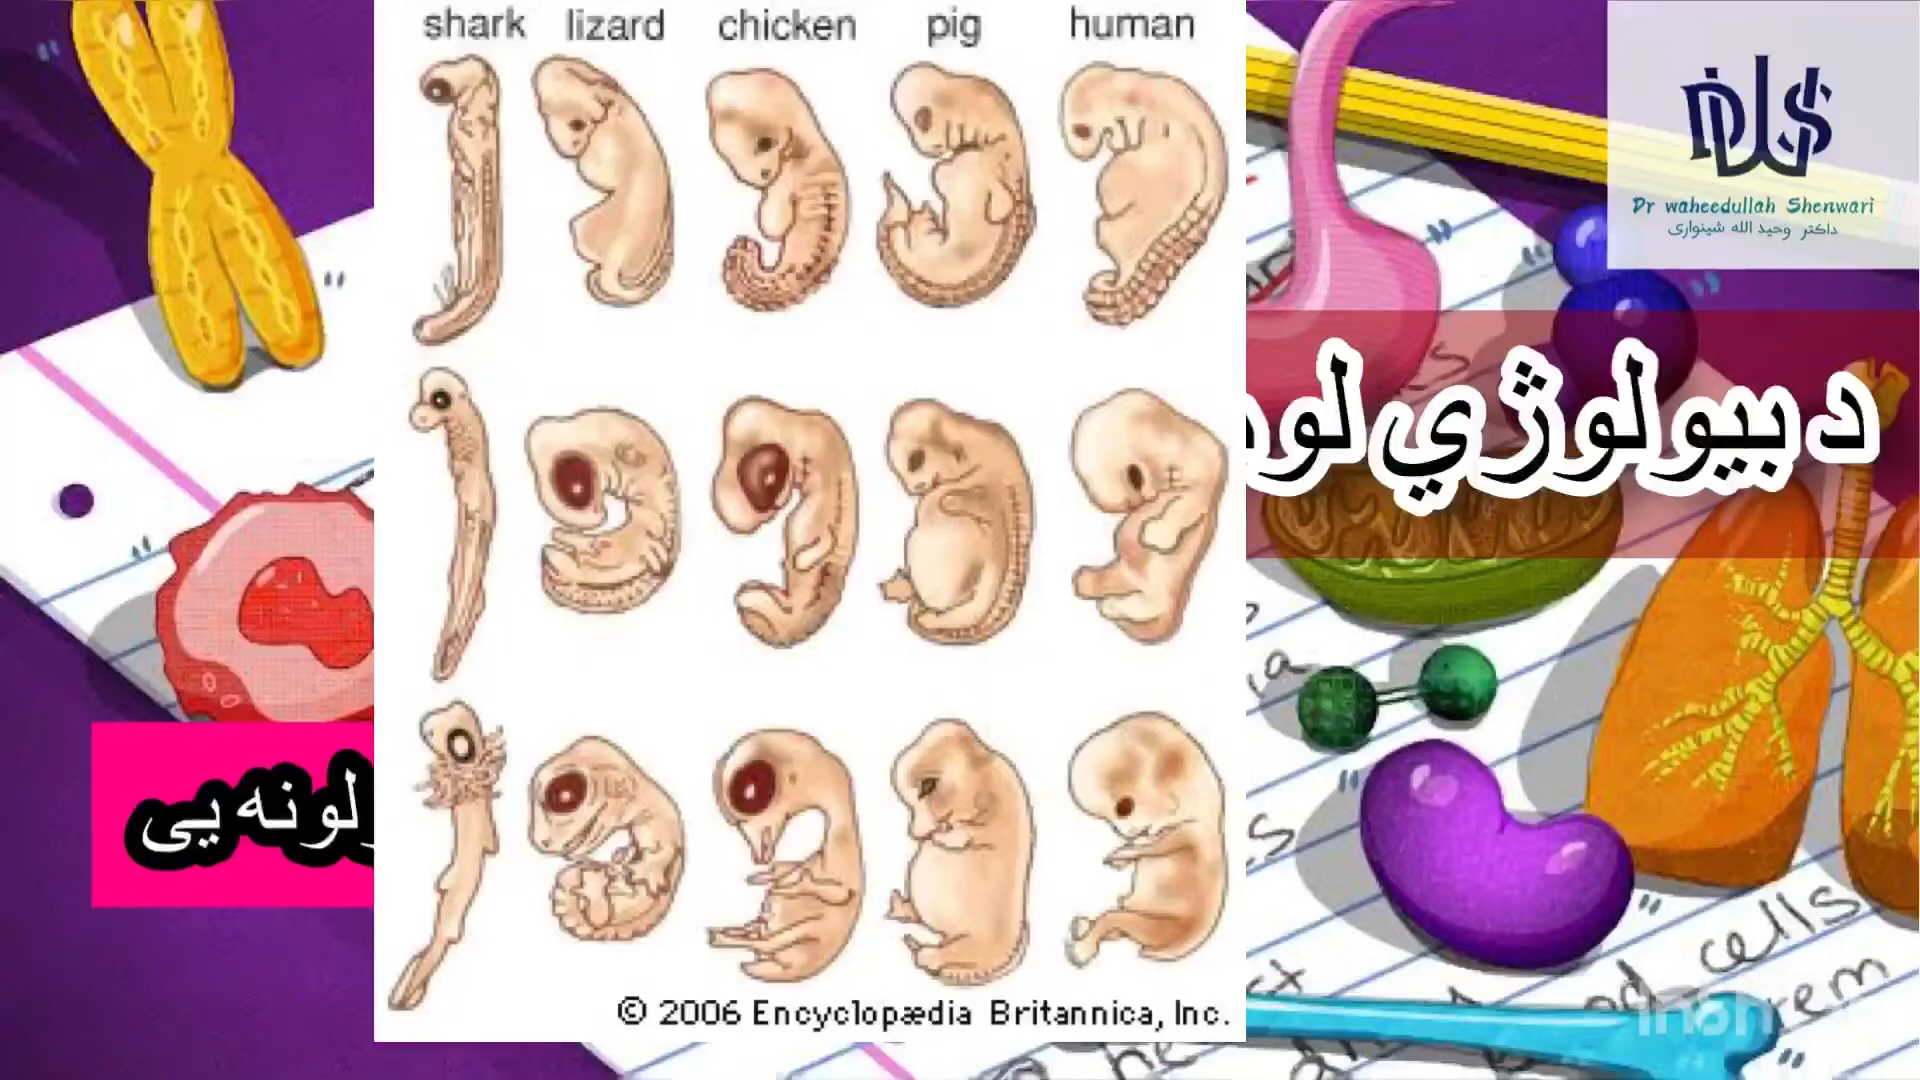 shark lizard chicken pig human
Dr waheedullah Shenwari
داکتر وحید الله شینواری
د بیولوژي
لونه یی
cells
© 2006 Encyclopædia Britannica, Inc.